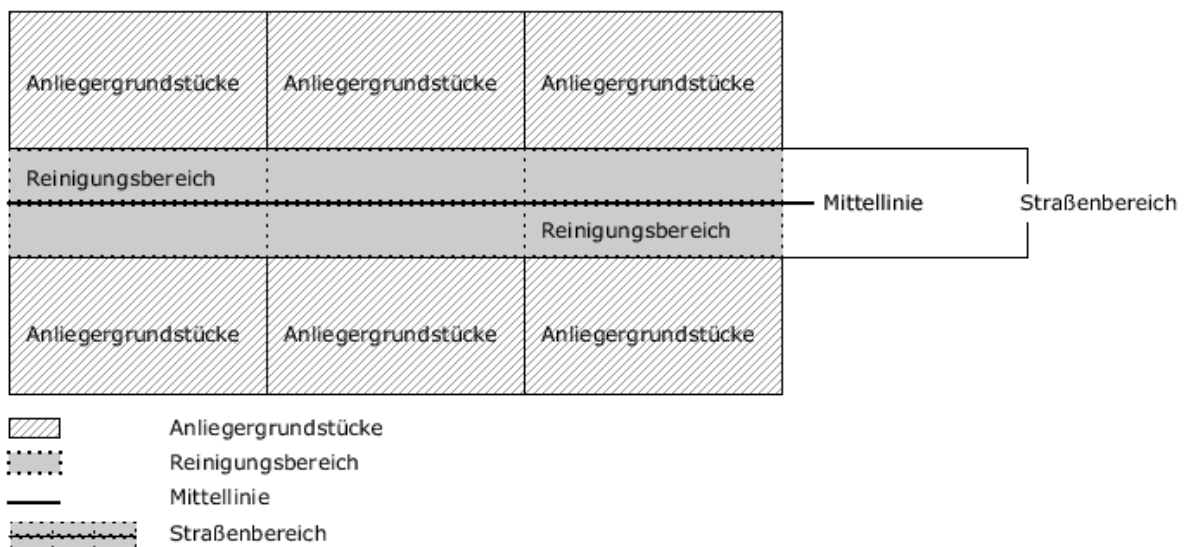 Anliegergrundstücke Anliegergrundstücke Anliegergrundstücke
Reinigungsbereich
Mittellinie Straßenbereich
Reinigungsbereich
Anliegergrundstücke Anliegergrundstücke Anliegergrundstücke
Anliegergrundstücke
Reinigungsbereich
Mittellinie
Straßenbereich